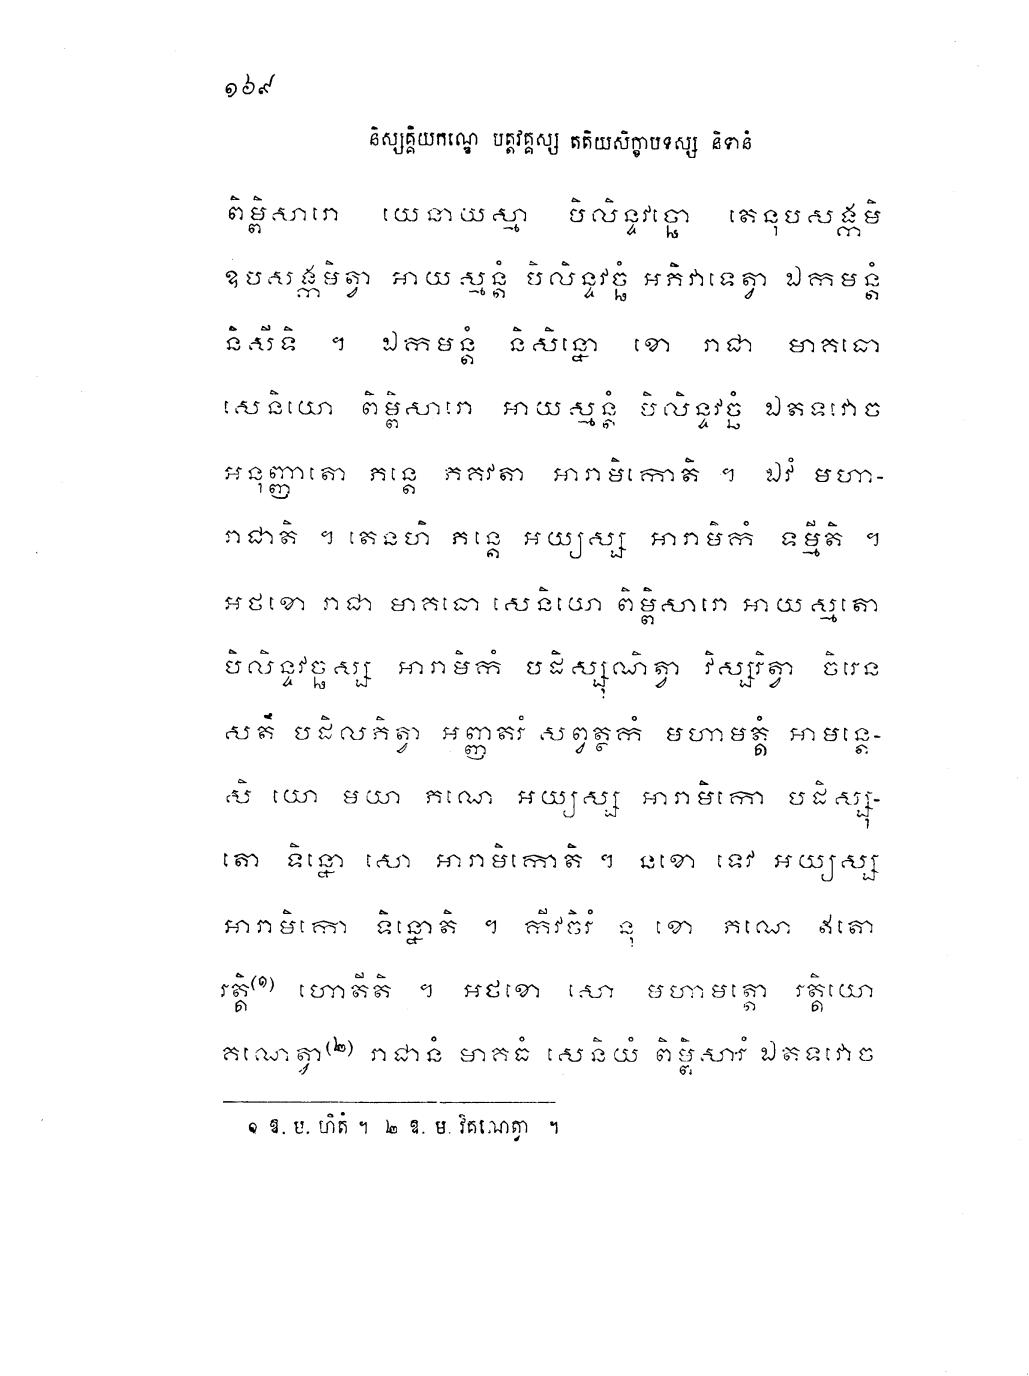 ១៦៩
និស្សគ្គិយកណ្ឌេ បត្តវគ្គស្ស តតិយសិក្ខាបទស្ស និទានំ
ពិម្ពិសារោ យេនាយស្មា បិលិន្ទវច្ឆោ តេនុបសង្កមិ
ឧបសង្កមិត្វា អាយស្មន្តំ បិលិន្ទវច្ឆំ អភិវាទេត្វា ឯកមន្តំ
និសីទិ ។ ឯកមន្តំ និសិន្នោ ខោ រាជា មាគធោ
សេនិយោ ពិម្ពិសារោ អាយស្មន្តំ បិលិន្ទវច្ឆំ ឯតទវោច
អនុញ្ញាតោ ភន្តេ ភគវតា អារាមិកោតិ ។ ឯវំ មហា-
រាជាតិ ។ តេនហិ ភន្តេ អយ្យស្ស អារាមិកំ ទម្មីតិ ។
អថខោ រាជា មាគធោ សេនិយោ ពិម្ពិសារោ អាយស្មតោ
បិលិន្ទវច្ឆស្ស អារាមិកំ បដិស្សុណិត្វា វិស្សរិត្វា ចិរេន
សតឹ បដិលភិត្វា អញ្ញតរំ សព្វត្ថកំ មហាមត្តំ អាមន្តេ-
សិ យោ មយា ភណេ អយ្យស្ស អារាមិកោ បដិស្សុ-
តោ ទិន្នោ សោ អារាមិកោតិ ។ នខោ ទេវ អយ្យស្ស
អារាមិកោ ទិន្នោតិ ។ កីវចិរំ នុ ខោ ភណេ ឥតោ
រត្តិ(១) ហោតីតិ ។ អថខោ សោ មហាមត្តោ រត្តិយោ
គណេត្វា(២) រាជានំ មាគធំ សេនិយំ ពិម្ពិសារំ ឯតទវោច
១ ឱ. ប. ហិតំ ។ ២ ឱ. ម. វិគណេត្វា ។